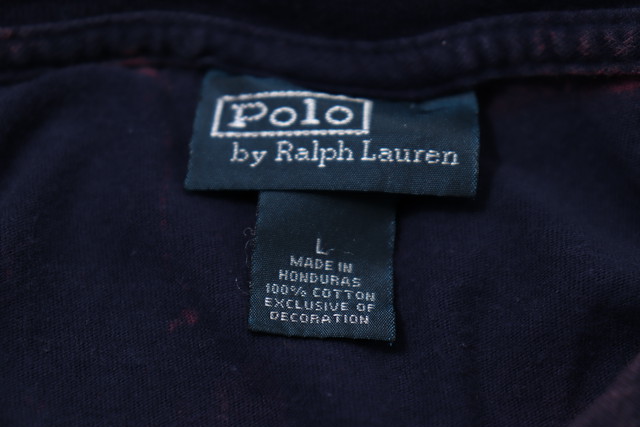 Polo
by Ralph Lauren
L
MADE IN
HONDURAS
100% COTTON
EXCLUSIVE OF
DECORATION